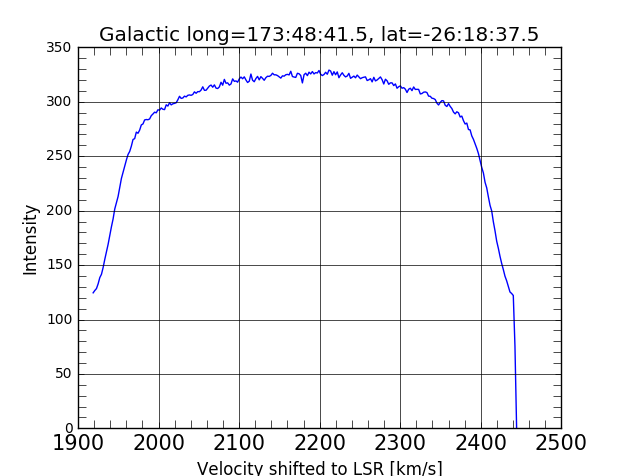 Galactic long=173:48:41.5, lat=-26:18:37.5
350
300
250
200
150
100
50
0
Intensity
1900 2000 2100 2200 2300 2400 2500
Velocity shifted to LSR [km/s]